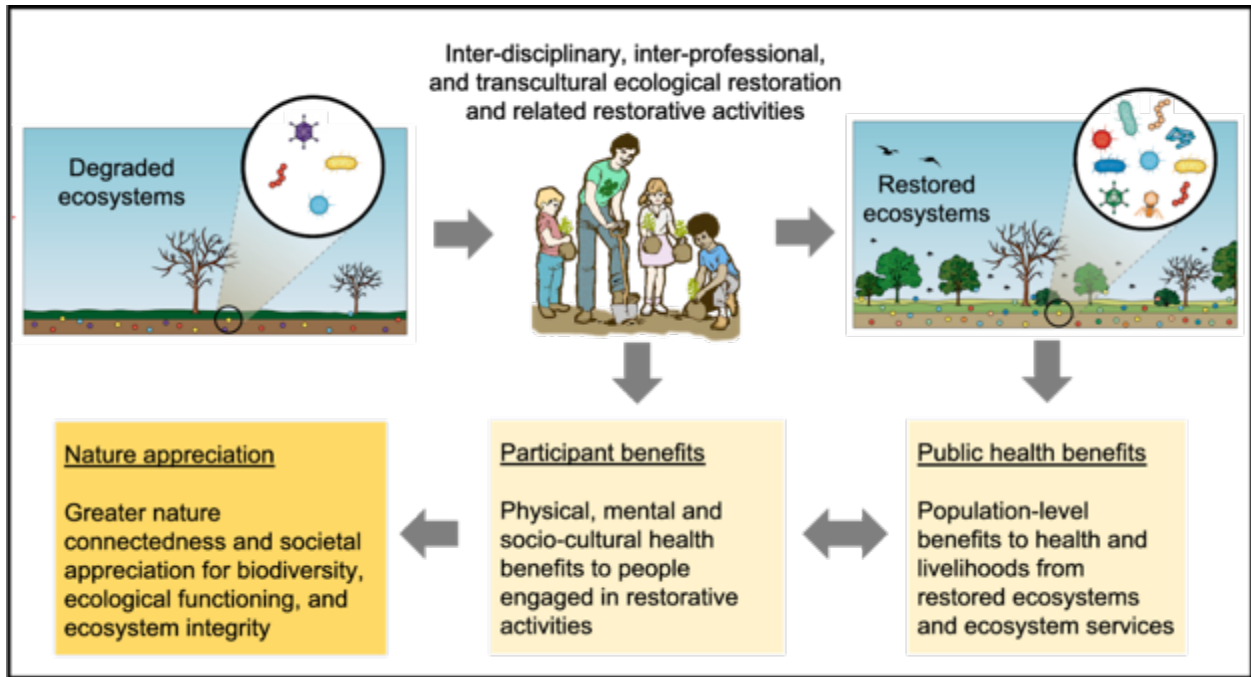 Inter-disciplinary, inter-professional,
and transcultural ecological restoration
and related restorative activities
Degraded
ecosystems
Restored
ecosystems
Nature appreciation
Greater nature
connectedness and societal
appreciation for biodiversity,
ecological functioning, and
ecosystem integrity
Participant benefits
Physical, mental and
socio-cultural health
benefits to people
engaged in restorative
activities
Public health benefits
Population-level
benefits to health and
livelihoods from
restored ecosystems
and ecosystem services